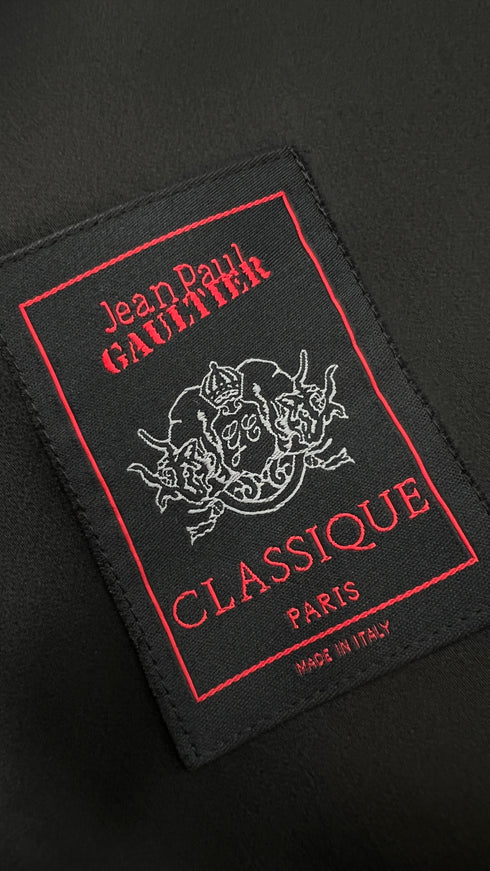 Jean Paul
GAULTIER
CLASSIQUE
PARIS
MADE IN ITALY